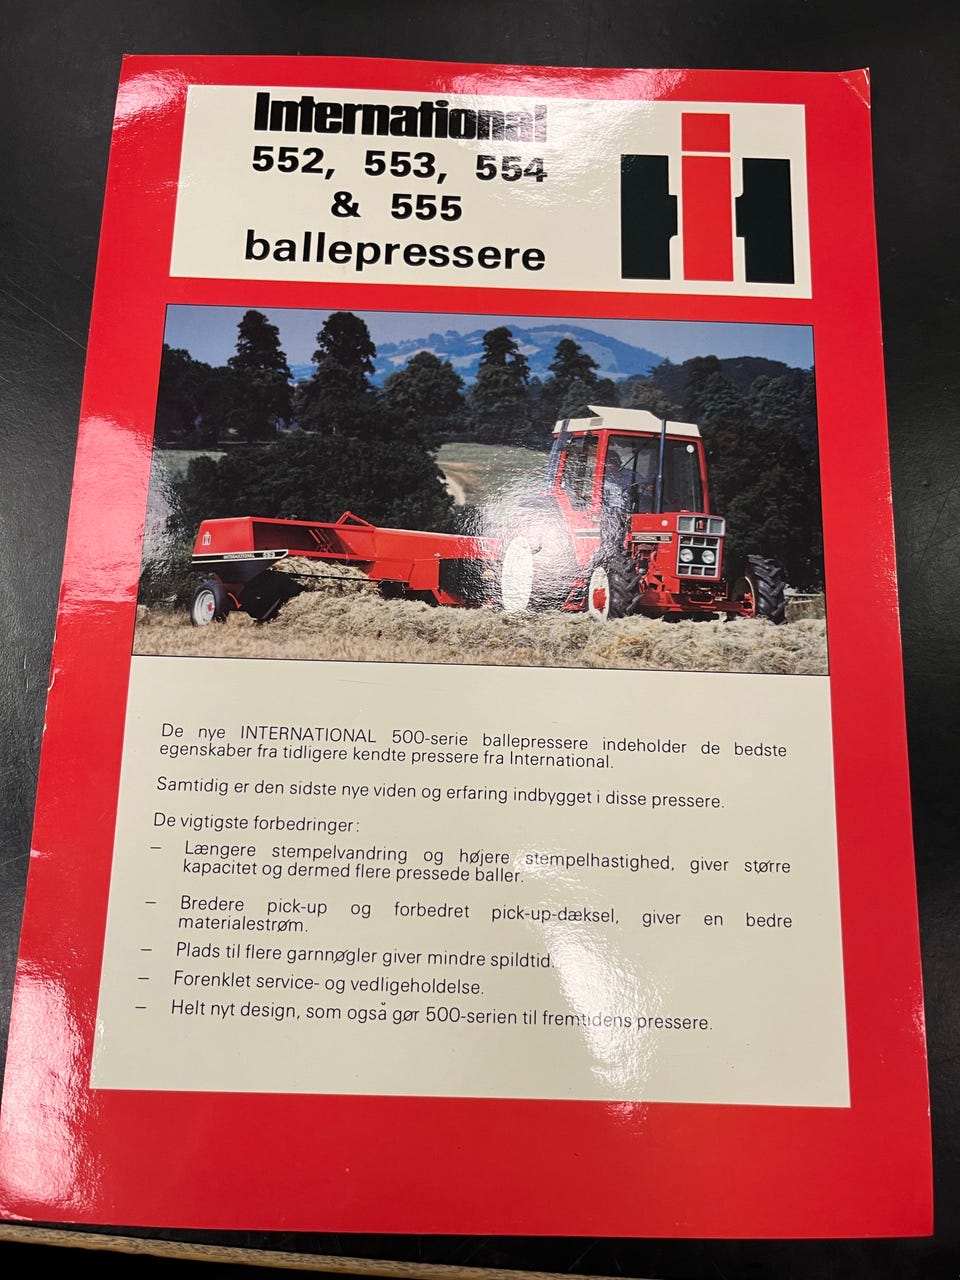 International
552, 553, 554
& 555
ballepressere
INTERNATIONAL 553
De nye INTERNATIONAL 500-serie ballepressere indeholder de bedste
egenskaber fra tidligere kendte pressere fra International.
Samtidig er den sidste nye viden og erfaring indbygget i disse pressere.
De vigtigste forbedringer:
– Længere stempelvandring og højere stempelhastighed, giver større
kapacitet og dermed flere pressede baller.
– Bredere pick-up og forbedret pick-up-dæksel, giver en bedre
materialestrøm.
– Plads til flere garnnøgler giver mindre spildtid.
– Forenklet service- og vedligeholdelse.
– Helt nyt design, som også gør 500-serien til fremtidens pressere.